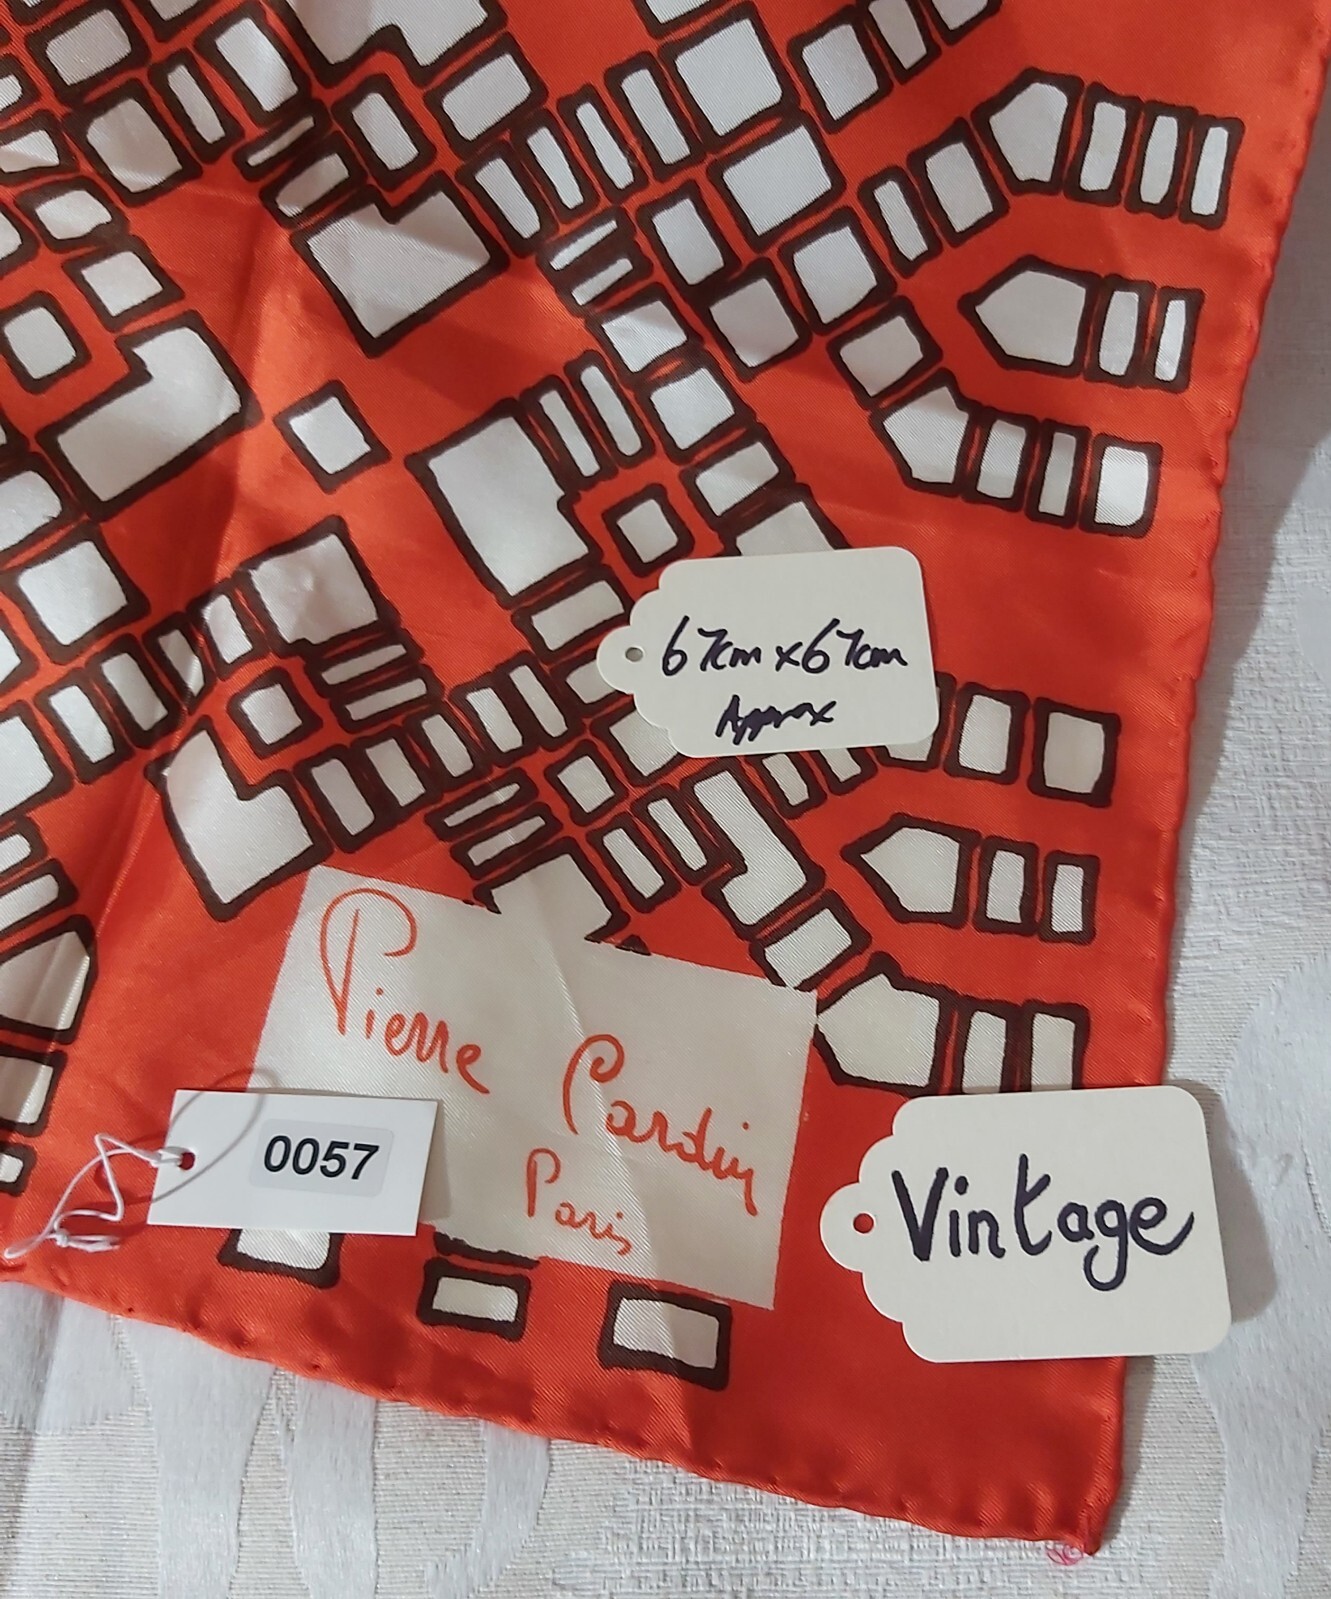 67cm x 67cm
Approx
Pierre Cardin
Paris
0057
Vintage